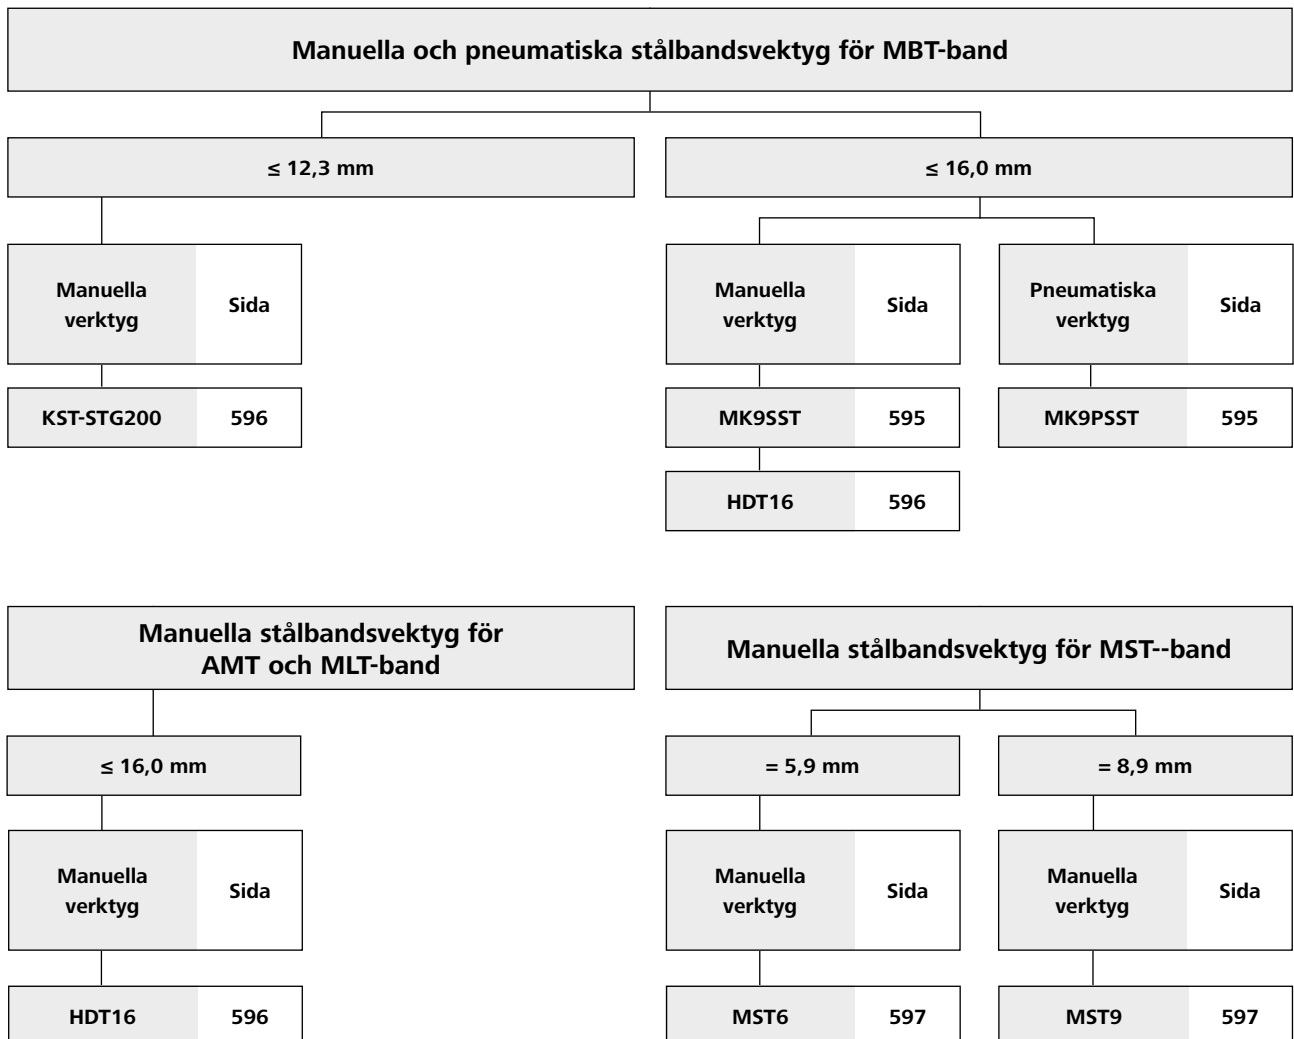 Manuella och pneumatiska stålbandsvektyg för MBT-band
≤ 12,3 mm
≤ 16,0 mm
Manuella
verktyg
Sida
Manuella
verktyg
Sida
Pneumatiska
verktyg
Sida
KST-STG200
596
MK9SST
595
MK9PSST
595
HDT16
596
Manuella stålbandsvektyg för
AMT och MLT-band
Manuella stålbandsvektyg för MST--band
≤ 16,0 mm
= 5,9 mm
= 8,9 mm
Manuella
verktyg
Sida
Manuella
verktyg
Sida
Manuella
verktyg
Sida
HDT16
596
MST6
597
MST9
597